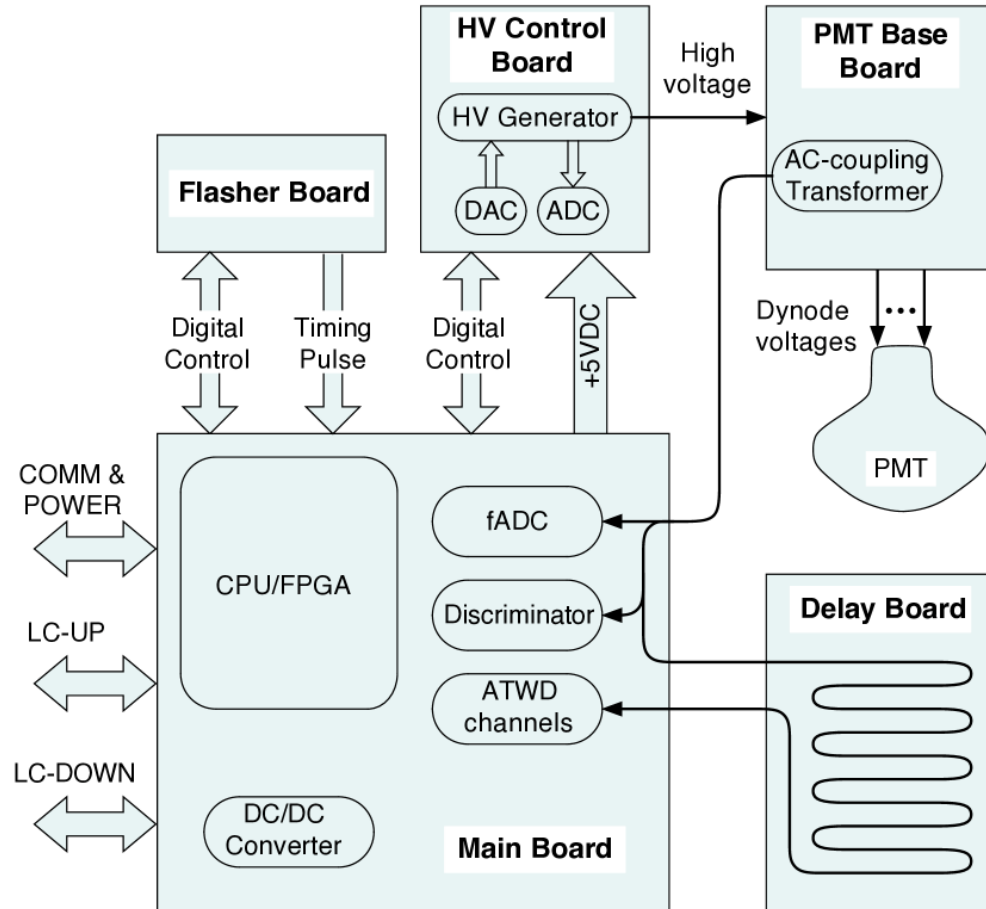 HV Control
Board
HV Generator
DAC
ADC
High
voltage
PMT Base
Board
AC-coupling
Transformer
Flasher Board
Digital
Control
Timing
Pulse
Digital
Control
+5VDC
Dynode
voltages
PMT
COMM &
POWER
LC-UP
LC-DOWN
CPU/FPGA
fADC
Discriminator
ATWD
channels
DC/DC
Converter
Main Board
Delay Board